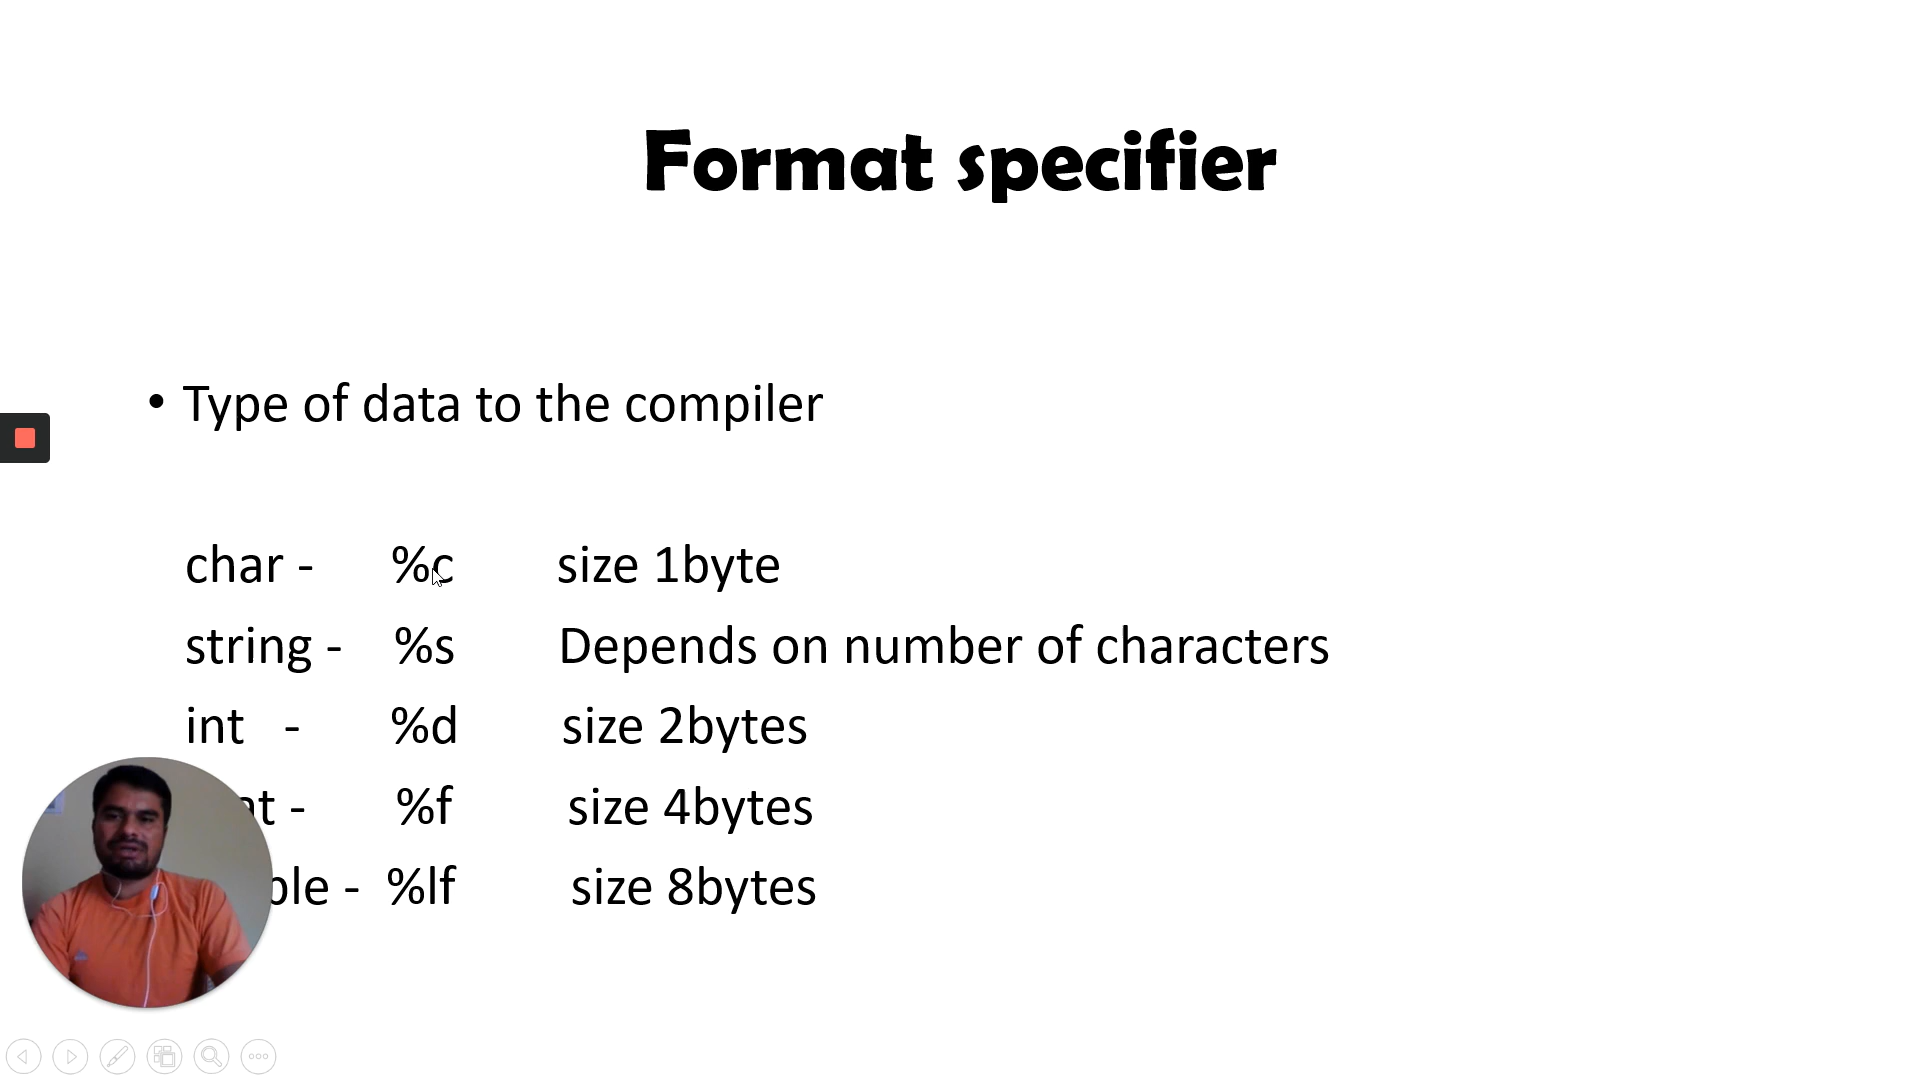 Format specifier
• Type of data to the compiler
char - %c size 1byte
string - %s Depends on number of characters
int - %d size 2bytes
- %f size 4bytes
- %lf size 8bytes